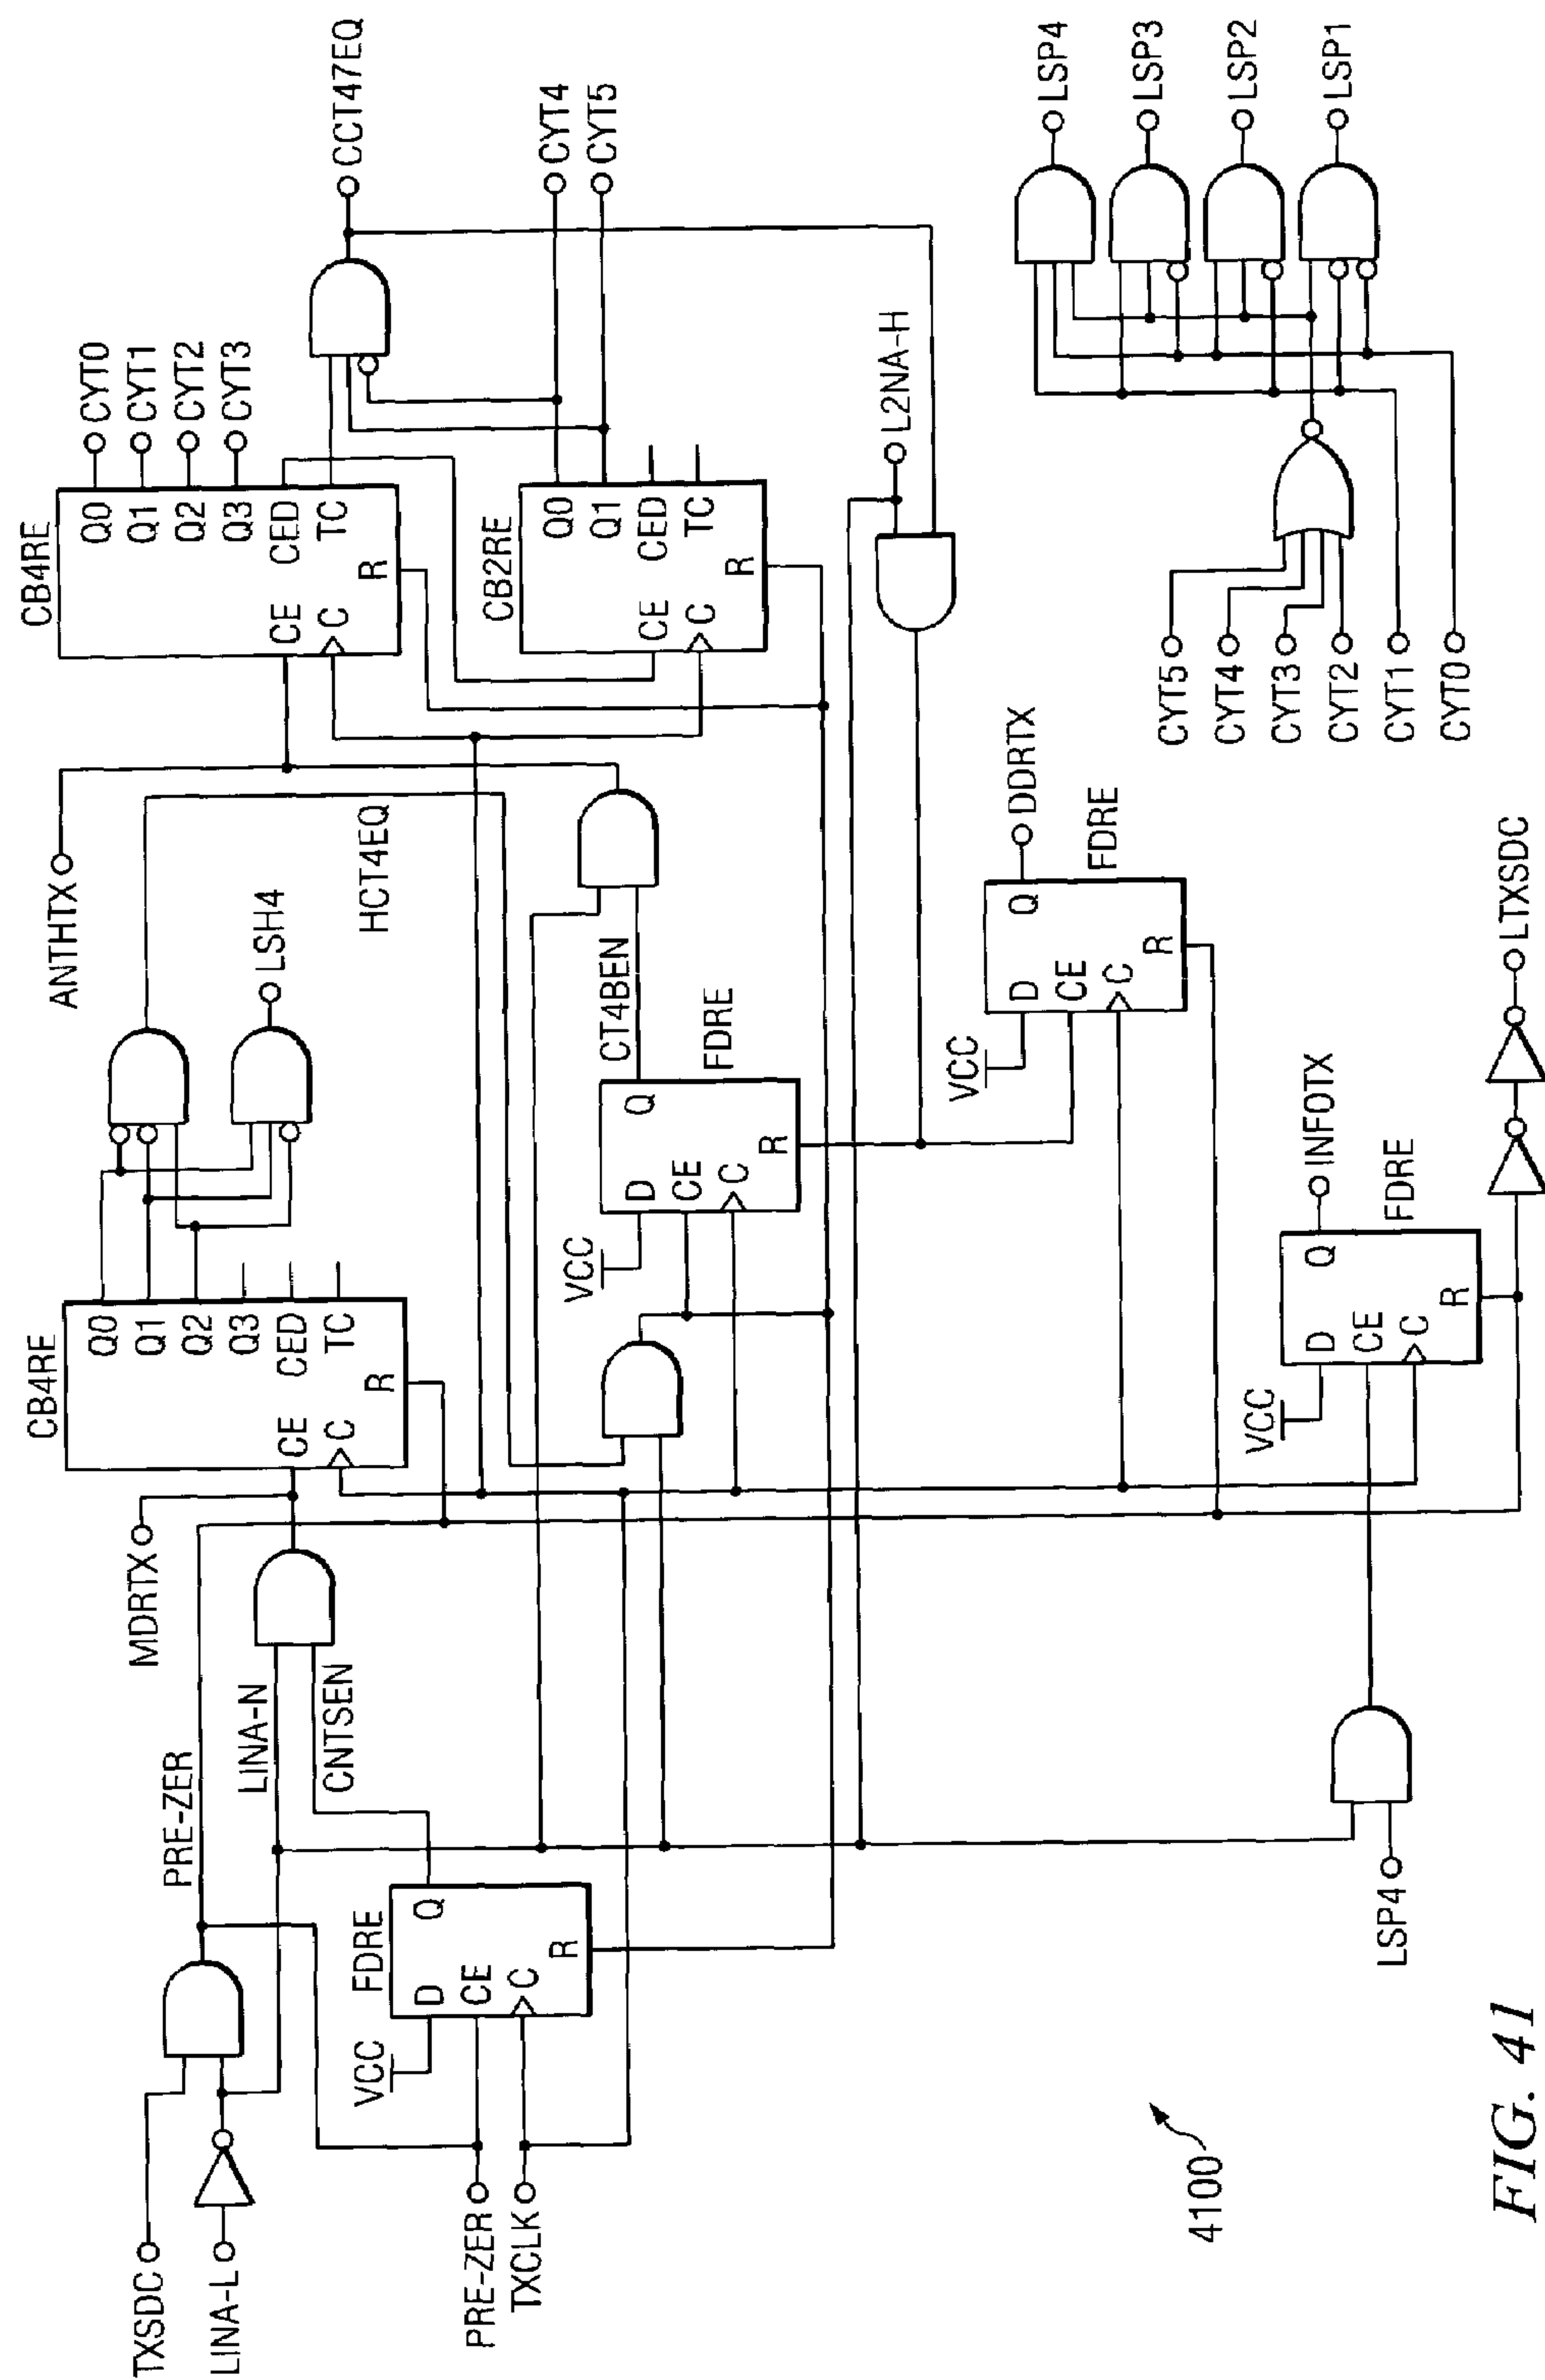 TXSDC
LINA-L
PRE-ZER
LINA-N
CNTSEN
MDRTX
PRE-ZER
TXCLK
VCC
FDRE
D
CE
C
Q
R
CB4RE
CE
C
Q0
Q1
Q2
Q3
CED
TC
R
LSH4
HCT4EQ
ANTHTX
VCC
D
CE
C
Q
R
FDRE
CT4BEN
CB4RE
CE
C
Q0
Q1
Q2
Q3
CED
TC
R
CYT0
CYT1
CYT2
CYT3
CCT47EQ
CB2RE
CE
C
Q0
Q1
CED
TC
R
CYT4
CYT5
L2NA-H
VCC
D
CE
C
Q
R
FDRE
DDRTX
LSP4
VCC
D
CE
C
Q
R
FDRE
INFOTX
LTXSDC
CYT5
CYT4
CYT3
CYT2
CYT1
CYT0
LSP4
LSP3
LSP2
LSP1
4100
FIG. 41